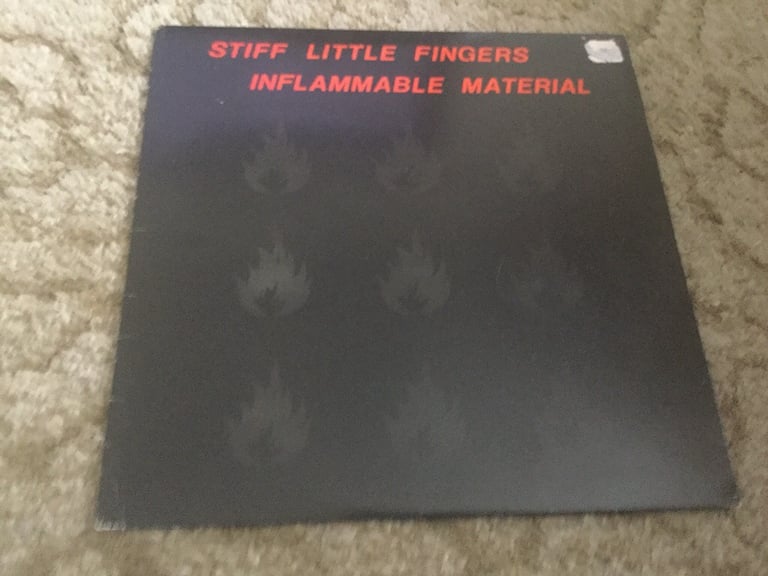 STIFF LITTLE FINGERS
INFLAMMABLE MATERIAL